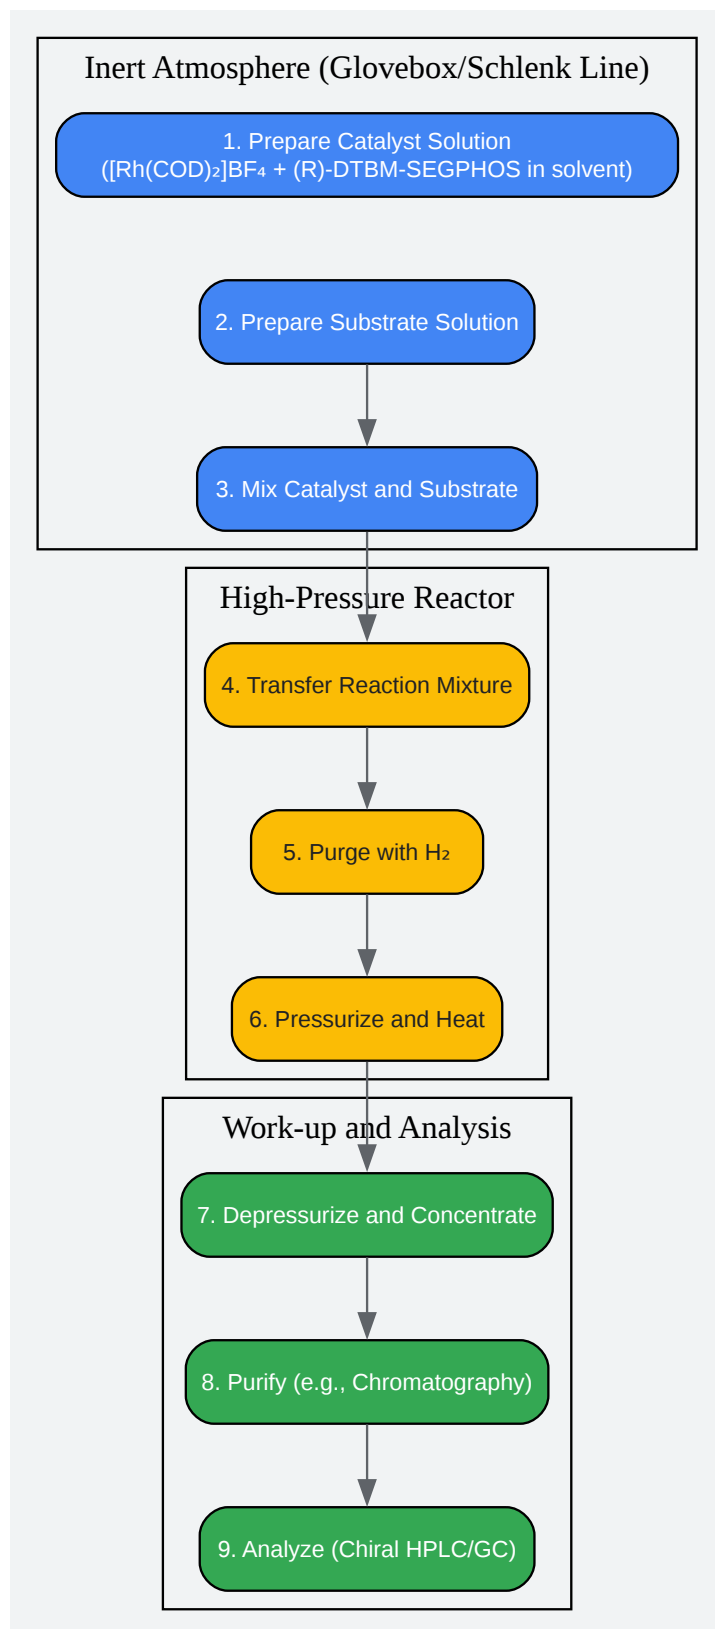 Inert Atmosphere (Glovebox/Schlenk Line)
1. Prepare Catalyst Solution
([Rh(COD)₂]BF₄ + (R)-DTBM-SEGPHOS in solvent)
2. Prepare Substrate Solution
3. Mix Catalyst and Substrate
High-Pressure Reactor
4. Transfer Reaction Mixture
5. Purge with H₂
6. Pressurize and Heat
Work-up and Analysis
7. Depressurize and Concentrate
8. Purify (e.g., Chromatography)
9. Analyze (Chiral HPLC/GC)